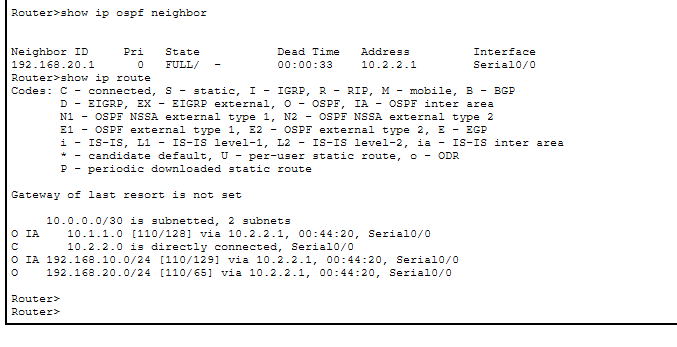 Router>show ip ospf neighbor
Neighbor ID     Pri   State           Dead Time   Address         Interface
192.168.20.1      0   FULL/  -        00:00:33    10.2.2.1        Serial0/0
Router>show ip route
Codes: C - connected, S - static, I - IGRP, R - RIP, M - mobile, B - BGP
       D - EIGRP, EX - EIGRP external, O - OSPF, IA - OSPF inter area
       N1 - OSPF NSSA external type 1, N2 - OSPF NSSA external type 2
       E1 - OSPF external type 1, E2 - OSPF external type 2, E - EGP
       i - IS-IS, L1 - IS-IS level-1, L2 - IS-IS level-2, ia - IS-IS inter area
       * - candidate default, U - per-user static route, o - ODR
       P - periodic downloaded static route
Gateway of last resort is not set
     10.0.0.0/30 is subnetted, 2 subnets
O IA    10.1.1.0 [110/128] via 10.2.2.1, 00:44:20, Serial0/0
C       10.2.2.0 is directly connected, Serial0/0
O IA 192.168.10.0/24 [110/129] via 10.2.2.1, 00:44:20, Serial0/0
O    192.168.20.0/24 [110/65] via 10.2.2.1, 00:44:20, Serial0/0
Router>
Router>